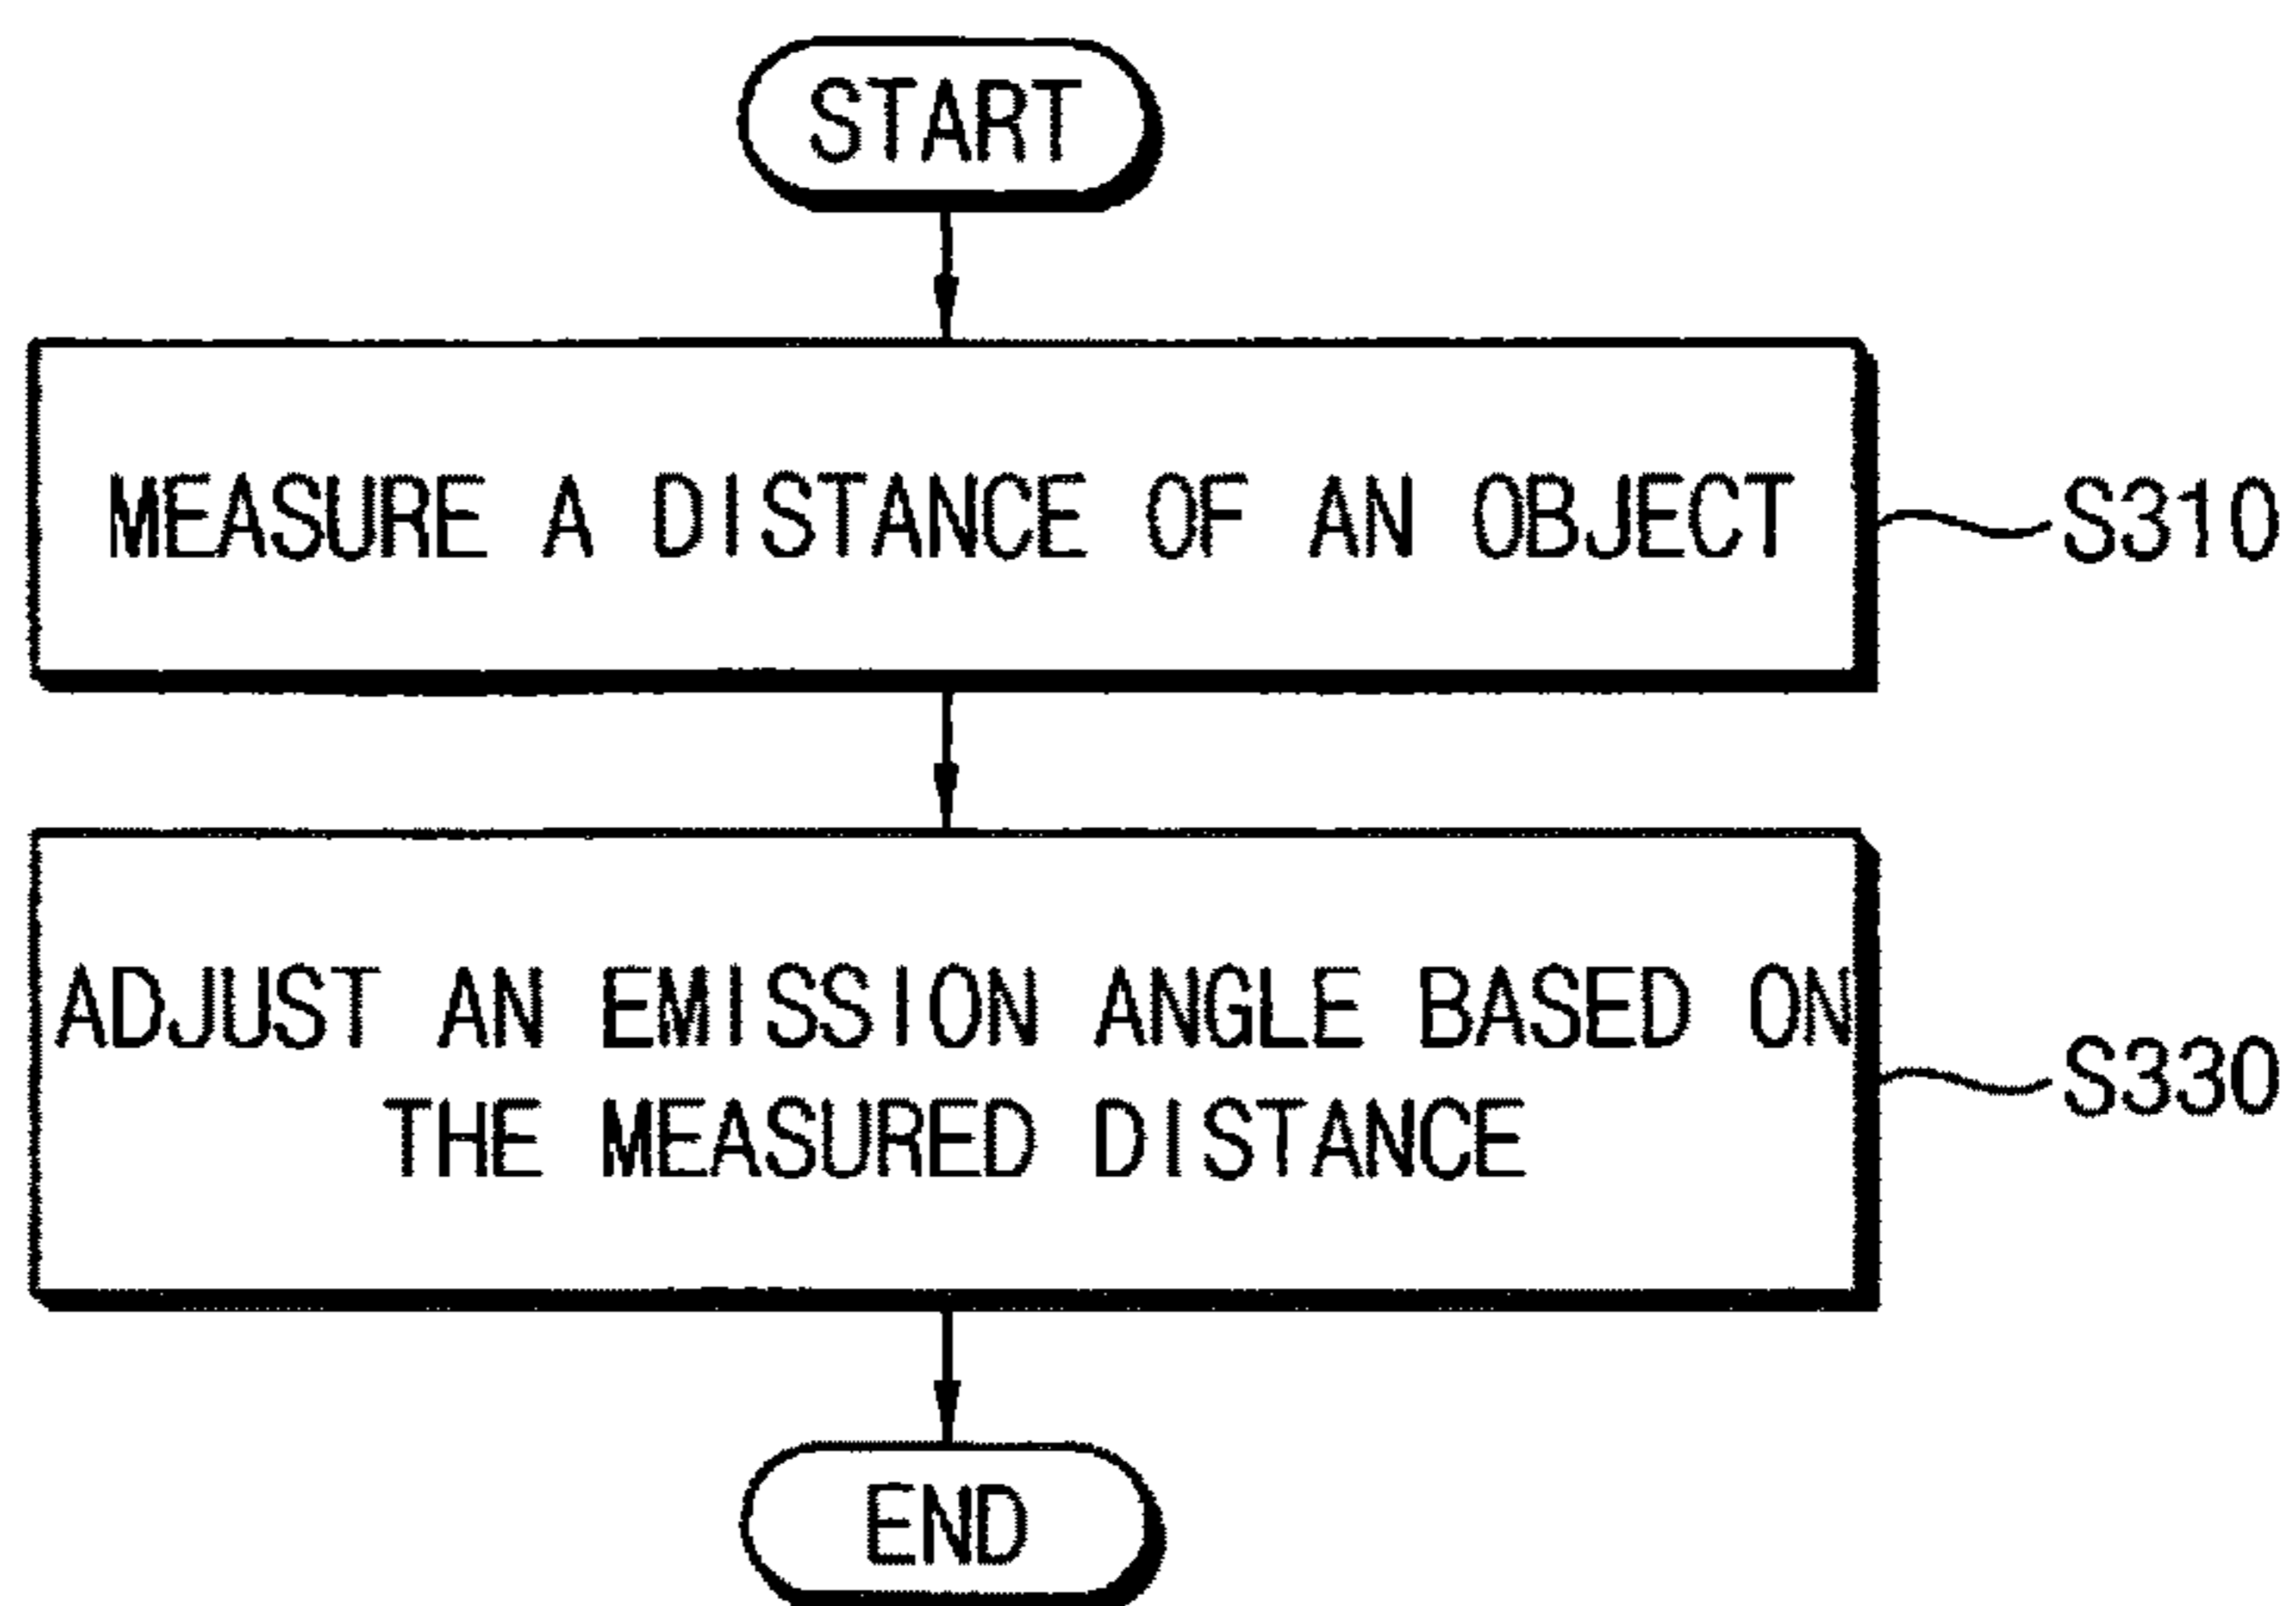 START
MEASURE A DISTANCE OF AN OBJECT
S310
ADJUST AN EMISSION ANGLE BASED ON
THE MEASURED DISTANCE
S330
END